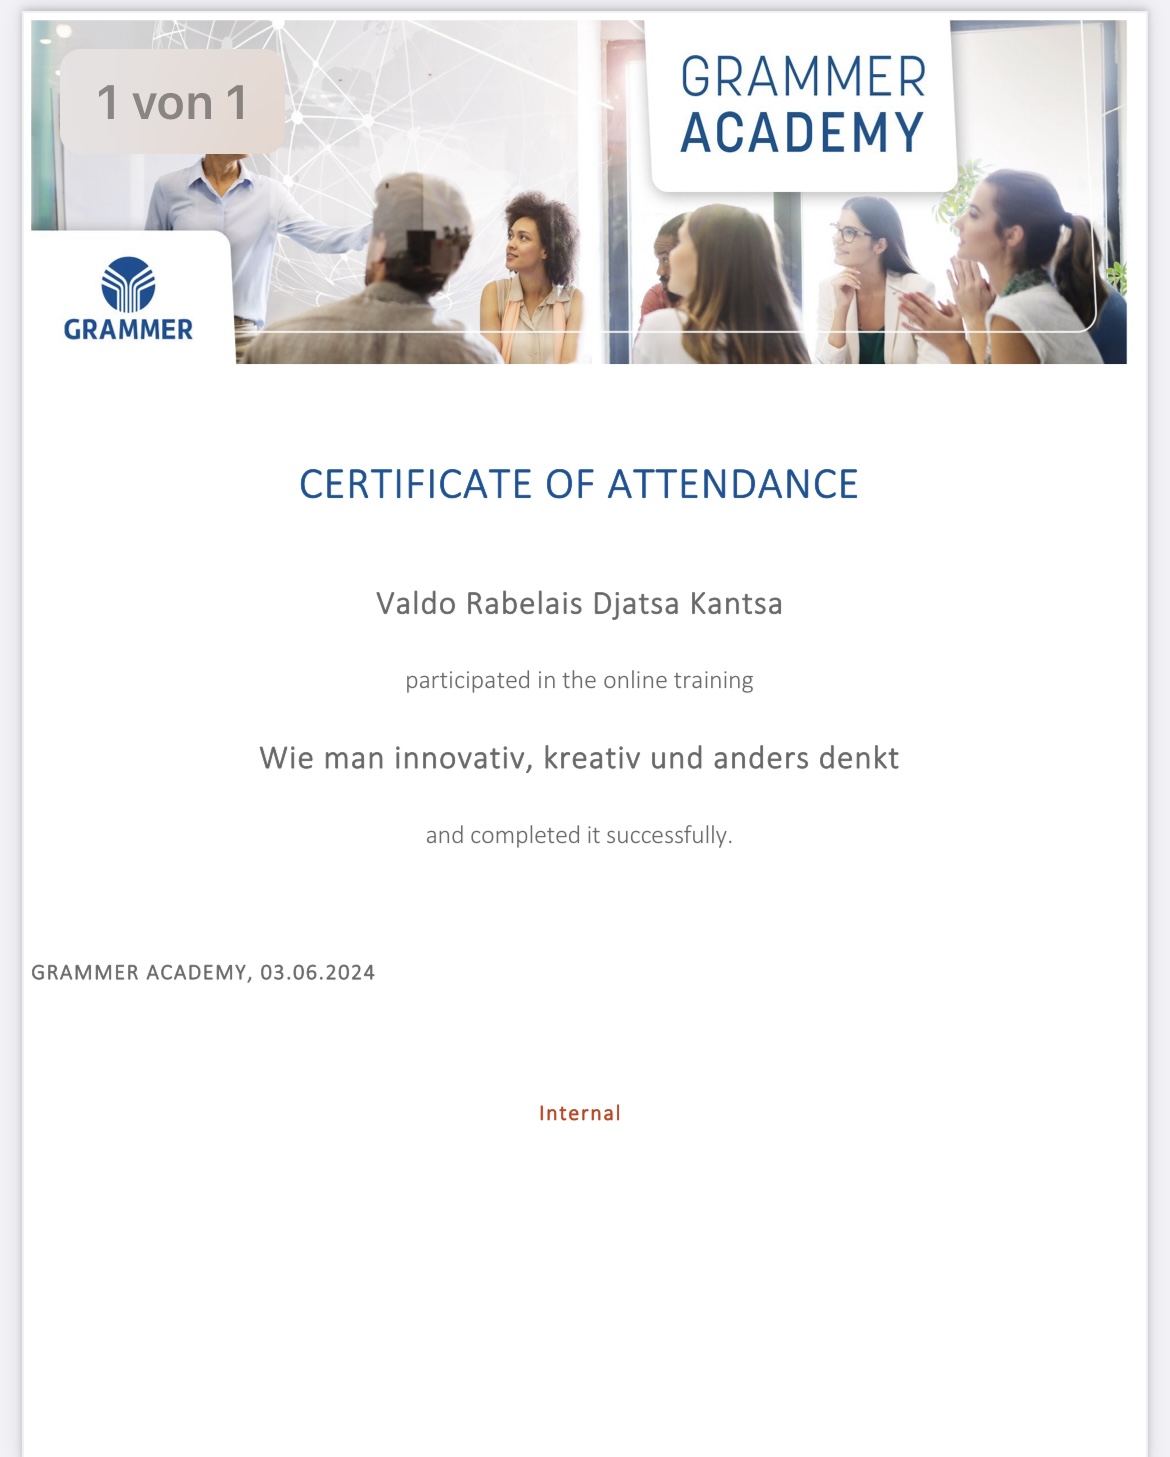 1 von 1
GRAMMER
ACADEMY
GRAMMER
CERTIFICATE OF ATTENDANCE
Valdo Rabelais Djatsa Kantsa
participated in the online training
Wie man innovativ, kreativ und anders denkt
and completed it successfully.
GRAMMER ACADEMY, 03.06.2024
Internal